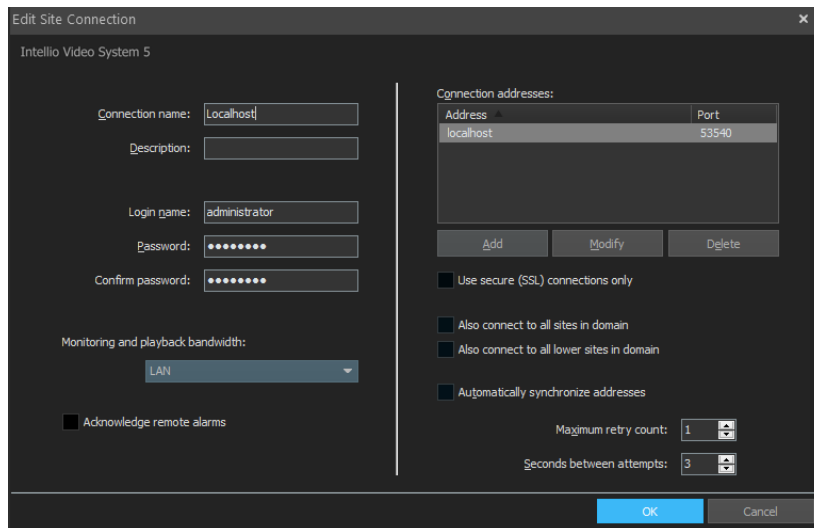 Edit Site Connection
Intellio Video System 5
Connection name: Localhost
Description:
Login name: administrator
Password: ●●●●●●●●
Confirm password: ●●●●●●●●
Monitoring and playback bandwidth:
LAN
Acknowledge remote alarms
Connection addresses:
Address Port
localhost 53540
Add Modify Delete
Use secure (SSL) connections only
Also connect to all sites in domain
Also connect to all lower sites in domain
Automatically synchronize addresses
Maximum retry count: 1
Seconds between attempts: 3
OK Cancel